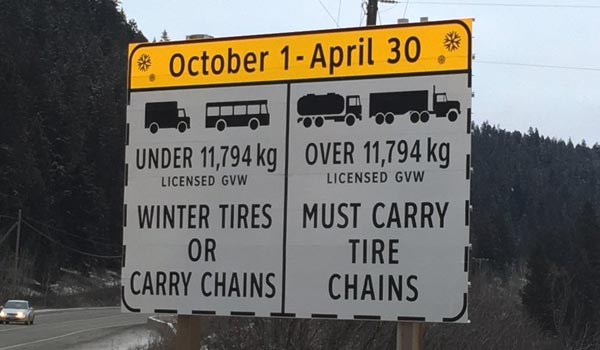 October 1 - April 30
UNDER 11,794 kg
LICENSED GVW
WINTER TIRES
OR
CARRY CHAINS
OVER 11,794 kg
LICENSED GVW
MUST CARRY
TIRE
CHAINS